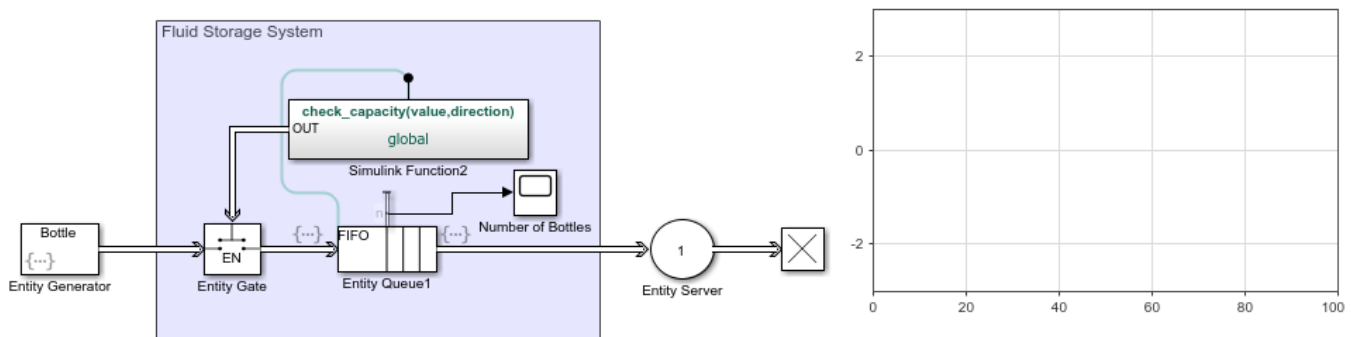 Fluid Storage System
check_capacity(value,direction)
OUT
global
Simulink Function2
Number of Bottles
Bottle
{...}
Entity Generator
EN
Entity Gate
{...}
FIFO
n
{...}
Entity Queue1
1
Entity Server
2
0
-2
0
20
40
60
80
100